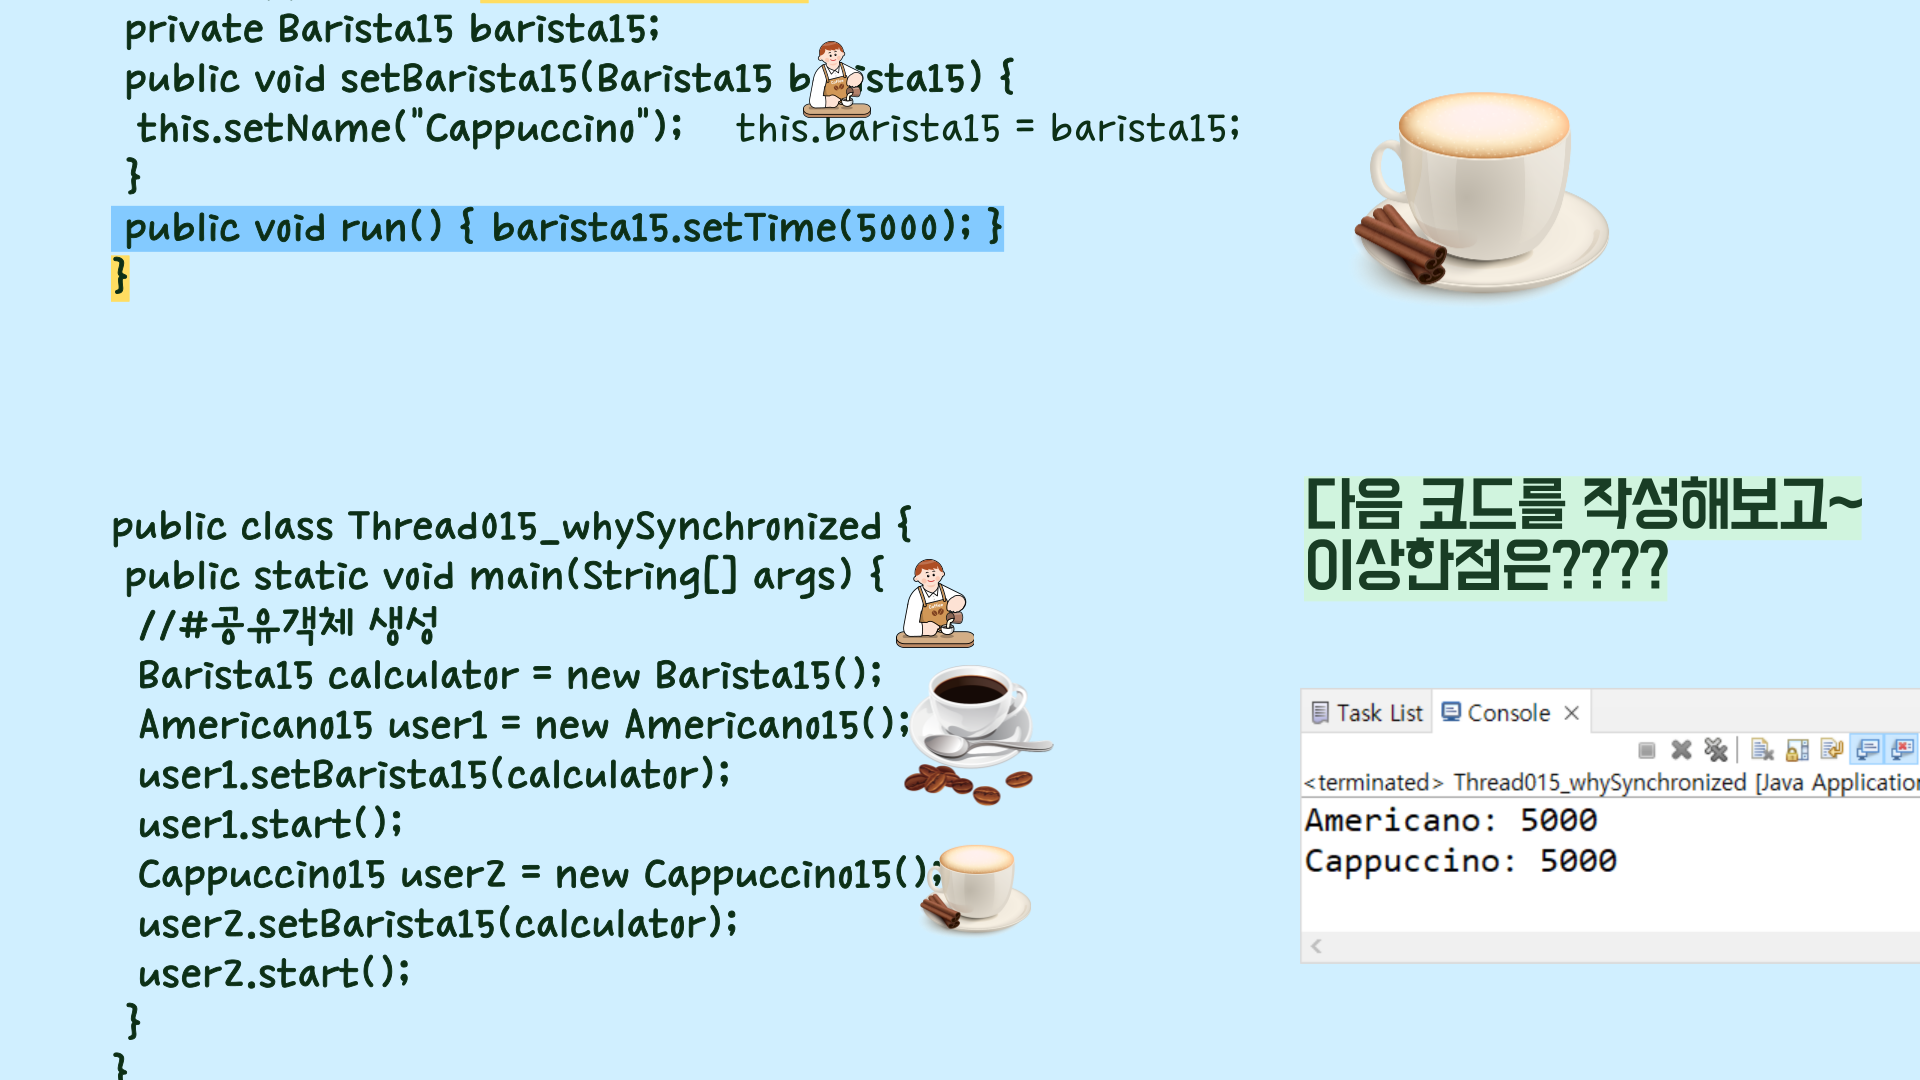 private Barista15 barista15;
public void setBarista15(Barista15 barista15) {
this.setName("Cappuccino"); this.barista15 = barista15;
}
public void run() { barista15.setTime(5000); }
}
public class Thread015_whySynchronized {
public static void main(String[] args) {
//#공유객체 생성
Barista15 calculator = new Barista15();
Americano15 user1 = new Americano15();
user1.setBarista15(calculator);
user1.start();
Cappuccino15 user2 = new Cappuccino15();
user2.setBarista15(calculator);
user2.start();
}
}
다음 코드를 작성해보고~
이상한점은????
Task List Console
<terminated> Thread015_whySynchronized [Java Application
Americano: 5000
Cappuccino: 5000